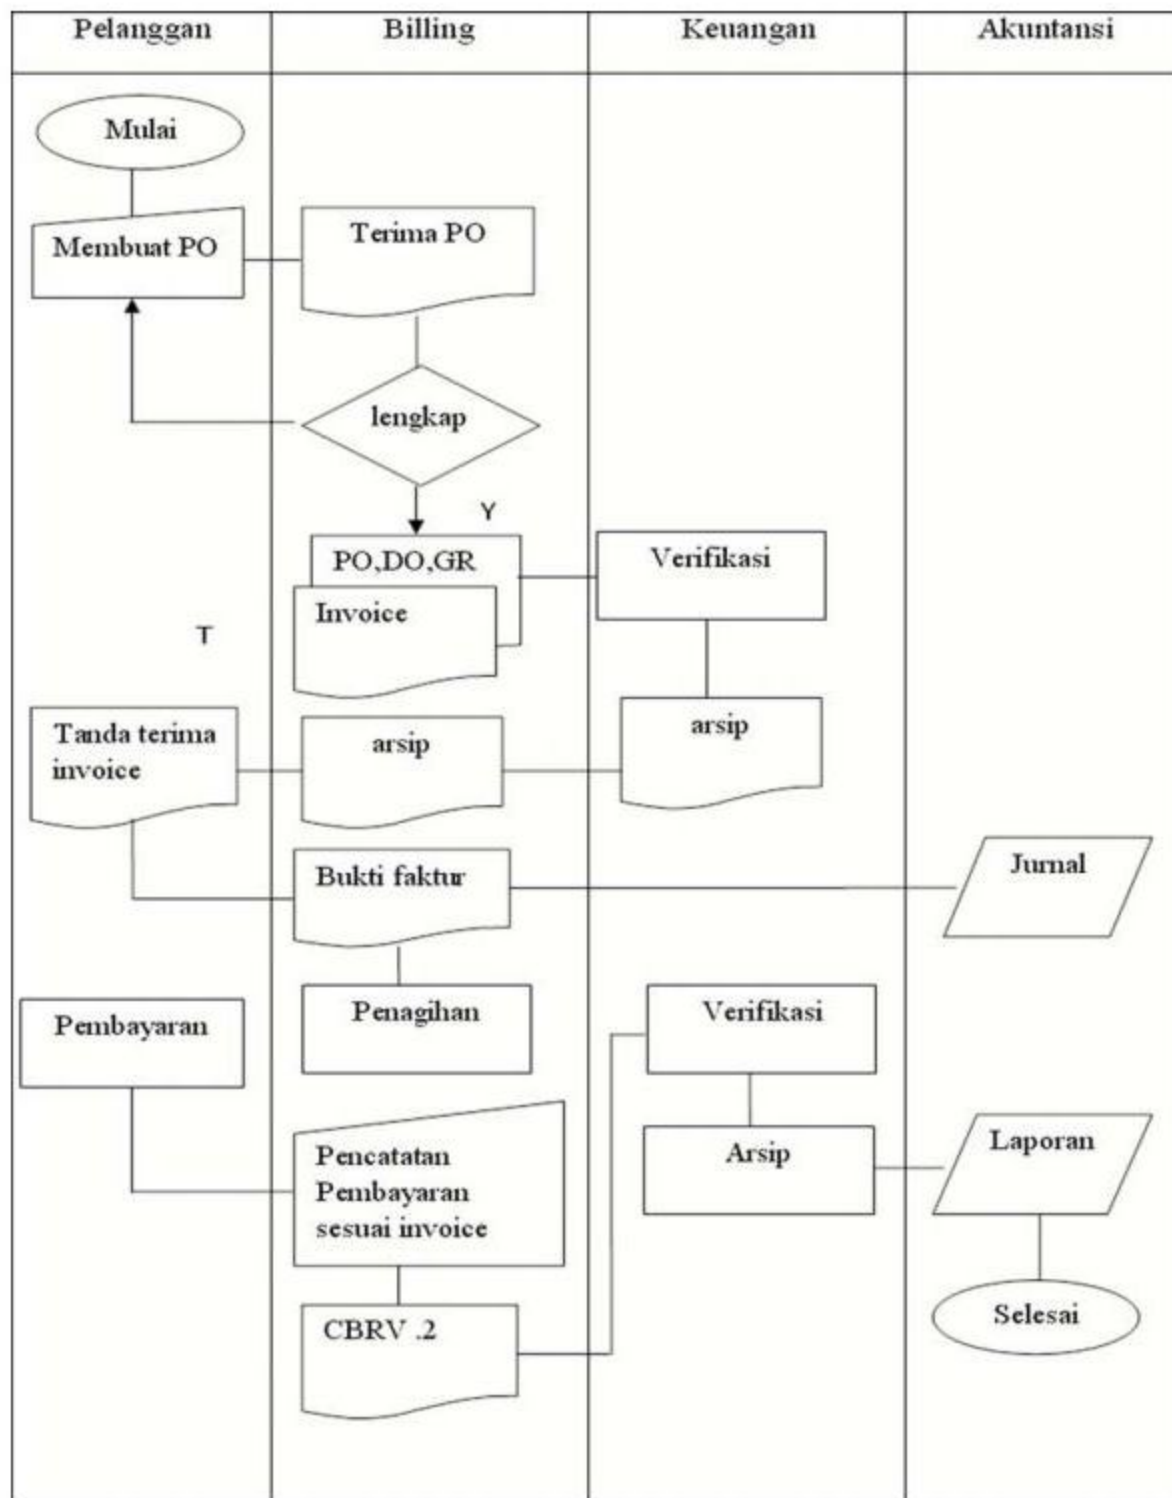 Pelanggan
Billing
Keuangan
Akuntansi
Mulai
Membuat PO
Terima PO
lengkap
Y
PO,DO,GR
Invoice
Verifikasi
T
Tanda terima
invoice
arsip
arsip
Bukti faktur
Jurnal
Pembayaran
Penagihan
Verifikasi
Pencatatan
Pembayaran
sesuai invoice
Arsip
Laporan
CBRV .2
Selesai